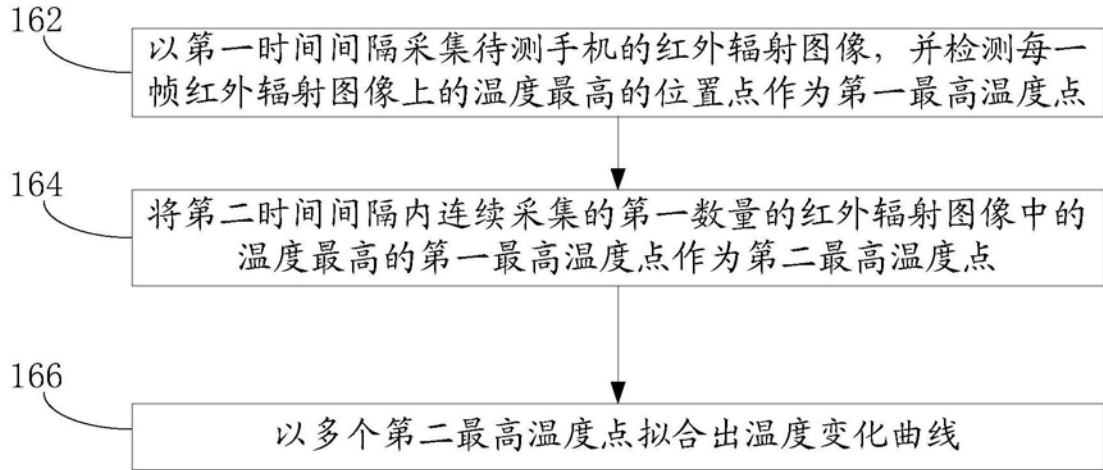 162
以第一时间间隔采集待测手机的红外辐射图像，并检测每一
帧红外辐射图像上的温度最高的位置点作为第一最高温度点
164
将第二时间间隔内连续采集的第一数量的红外辐射图像中的
温度最高的第一最高温度点作为第二最高温度点
166
以多个第二最高温度点拟合出温度变化曲线